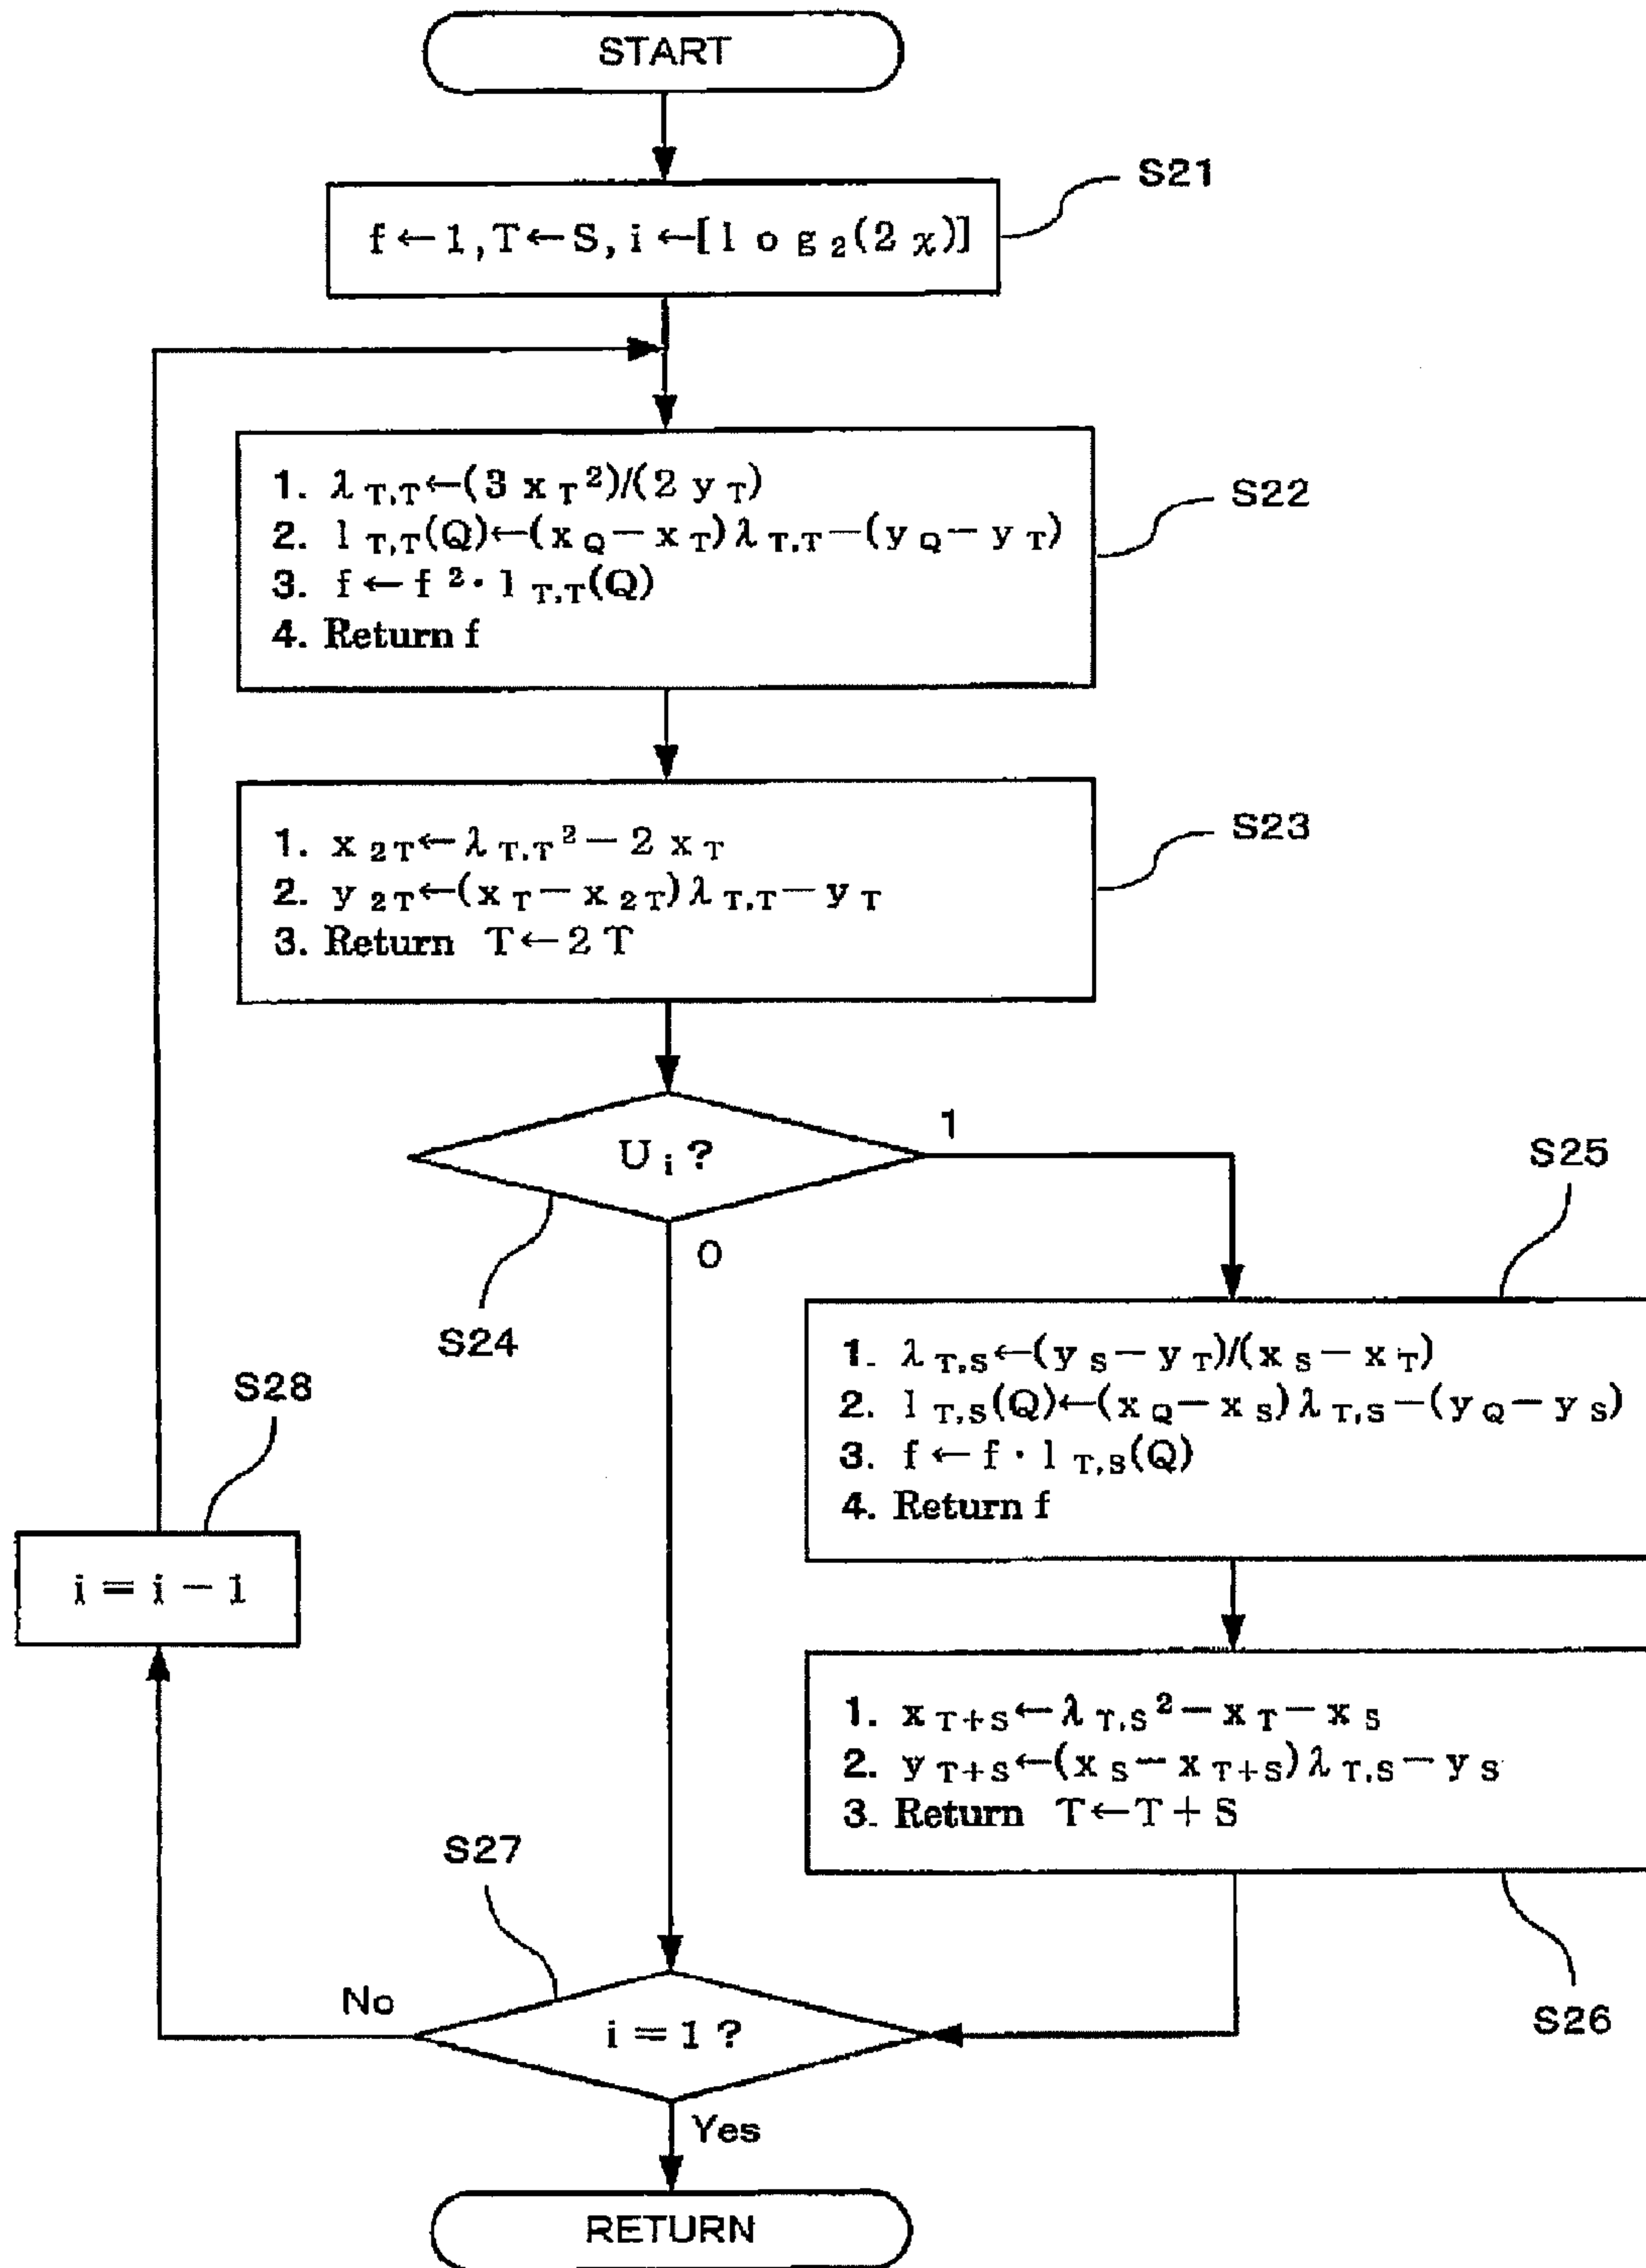 START
S21
f←1,T←S,i←[log₂(2χ)]
1. λ_T,T←(3x_T²)/(2y_T)
2. l_T,T(Q)←(x_Q−x_T)λ_T,T−(y_Q−y_T)
3. f←f²·l_T,T(Q)
4. Return f
S22
1. x_2T←λ_T,T²−2x_T
2. y_2T←(x_T−x_2T)λ_T,T−y_T
3. Return T←2T
S23
U_i?
1
0
S24
S25
1. λ_T,S←(y_S−y_T)/(x_S−x_T)
2. l_T,S(Q)←(x_Q−x_S)λ_T,S−(y_Q−y_S)
3. f←f·l_T,S(Q)
4. Return f
S28
i=i−1
1. x_T+S←λ_T,S²−x_T−x_S
2. y_T+S←(x_S−x_T+S)λ_T,S−y_S
3. Return T←T+S
S26
S27
No
i=1?
Yes
RETURN